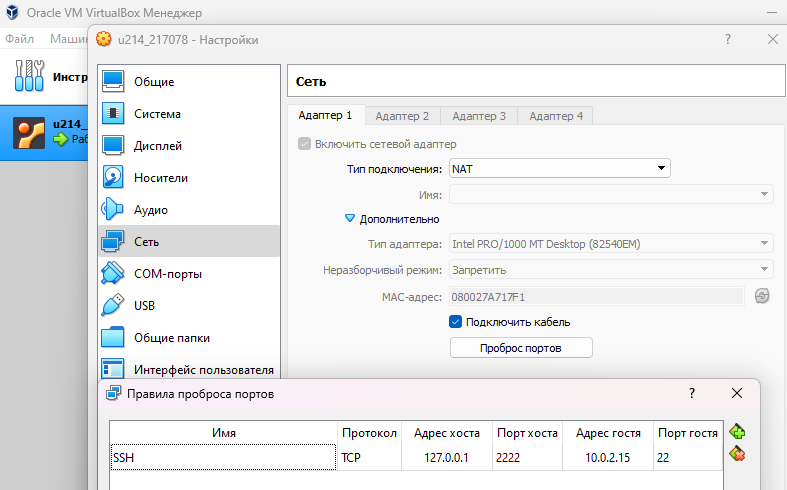 Oracle VM VirtualBox Менеджер
Файл
u214_217078 - Настройки
?
Общие
Система
Дисплей
Носители
Аудио
Сеть
COM-порты
USB
Общие папки
Интерфейс пользователя
Сеть
Адаптер 1 Адаптер 2 Адаптер 3 Адаптер 4
Включить сетевой адаптер
Тип подключения: NAT
Имя:
Дополнительно
Тип адаптера: Intel PRO/1000 MT Desktop (82540EM)
Неразборчивый режим: Запретить
MAC-адрес: 080027A717F1
Подключить кабель
Проброс портов
Правила проброса портов ?
Имя Протокол Адрес хоста Порт хоста Адрес гостя Порт гостя
SSH TCP 127.0.0.1 2222 10.0.2.15 22